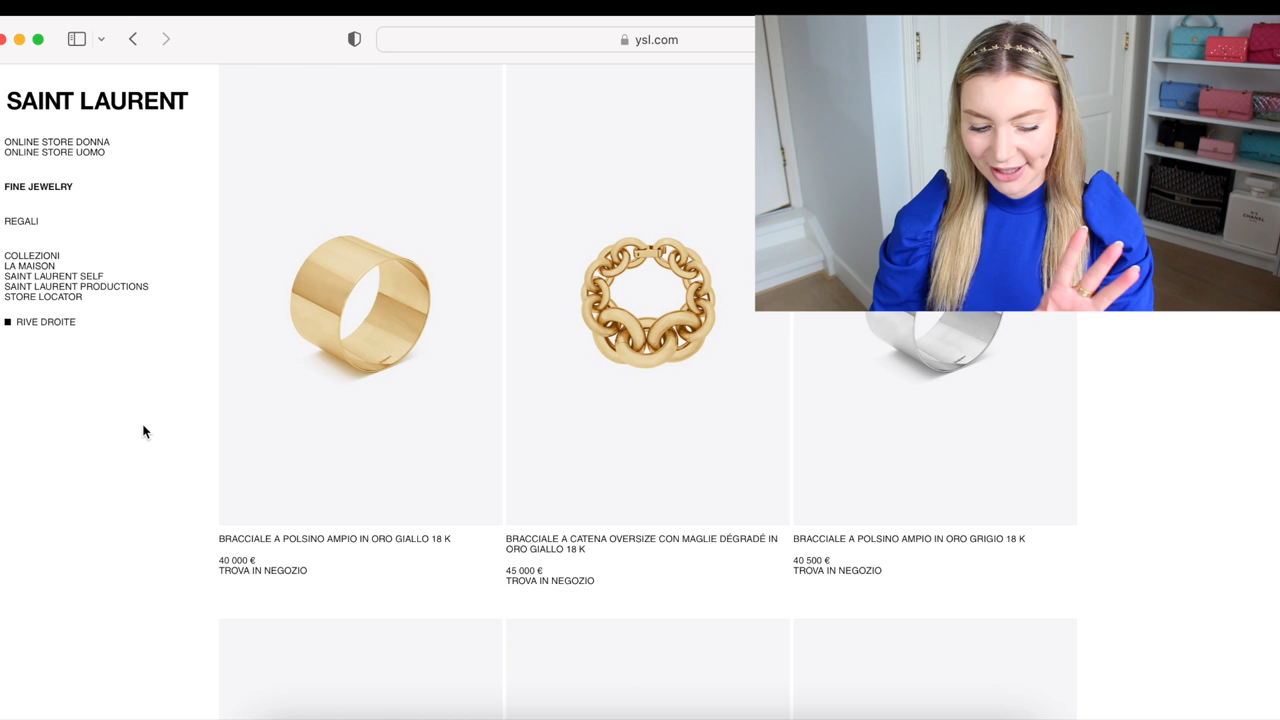 ysl.com
SAINT LAURENT
ONLINE STORE DONNA
ONLINE STORE UOMO
FINE JEWELRY
REGALI
COLLEZIONI
LA MAISON
SAINT LAURENT SELF
SAINT LAURENT PRODUCTIONS
STORE LOCATOR
RIVE DROITE
BRACCIALE A POLSINO AMPIO IN ORO GIALLO 18 K
40 000 €
TROVA IN NEGOZIO
BRACCIALE A CATENA OVERSIZE CON MAGLIE DÉGRADÉ IN
ORO GIALLO 18 K
45 000 €
TROVA IN NEGOZIO
BRACCIALE A POLSINO AMPIO IN ORO GRIGIO 18 K
40 500 €
TROVA IN NEGOZIO
CHANEL